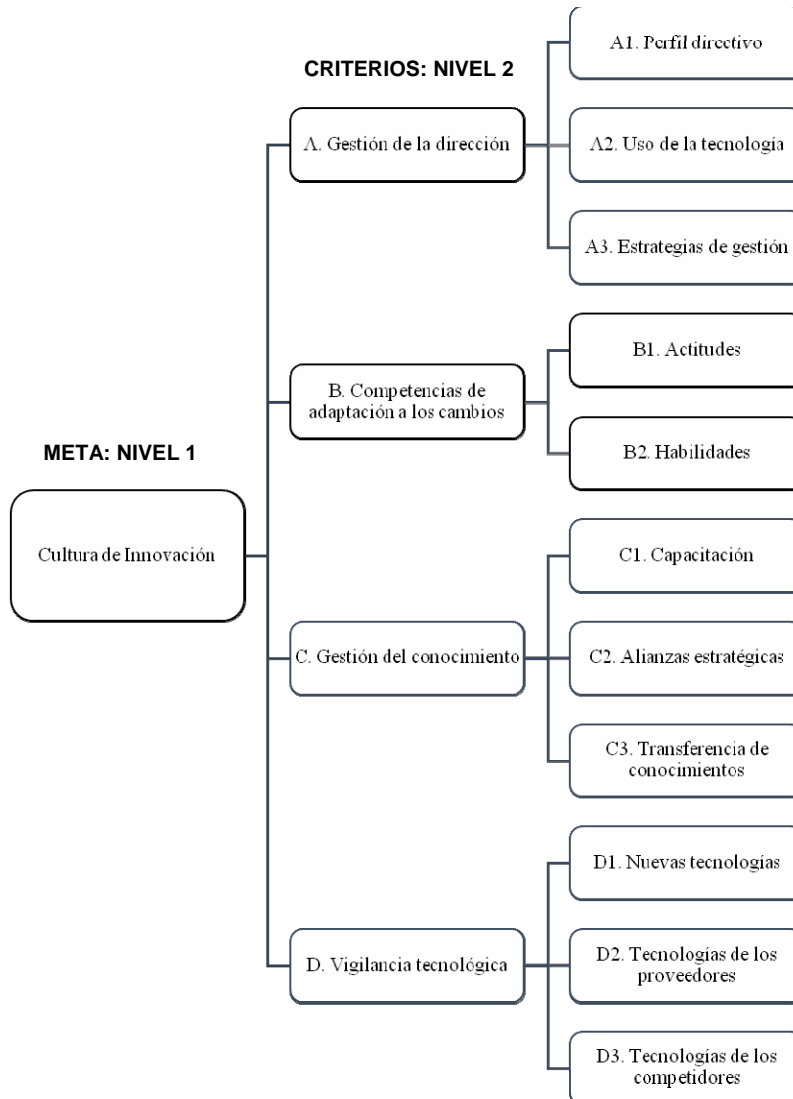 A1. Perfil directivo
CRITERIOS: NIVEL 2
A. Gestión de la dirección
A2. Uso de la tecnología
A3. Estrategias de gestión
B1. Actitudes
B. Competencias de
adaptación a los cambios
B2. Habilidades
META: NIVEL 1
Cultura de Innovación
C1. Capacitación
C. Gestión del conocimiento
C2. Alianzas estratégicas
C3. Transferencia de
conocimientos
D1. Nuevas tecnologías
D. Vigilancia tecnológica
D2. Tecnologías de los
proveedores
D3. Tecnologías de los
competidores